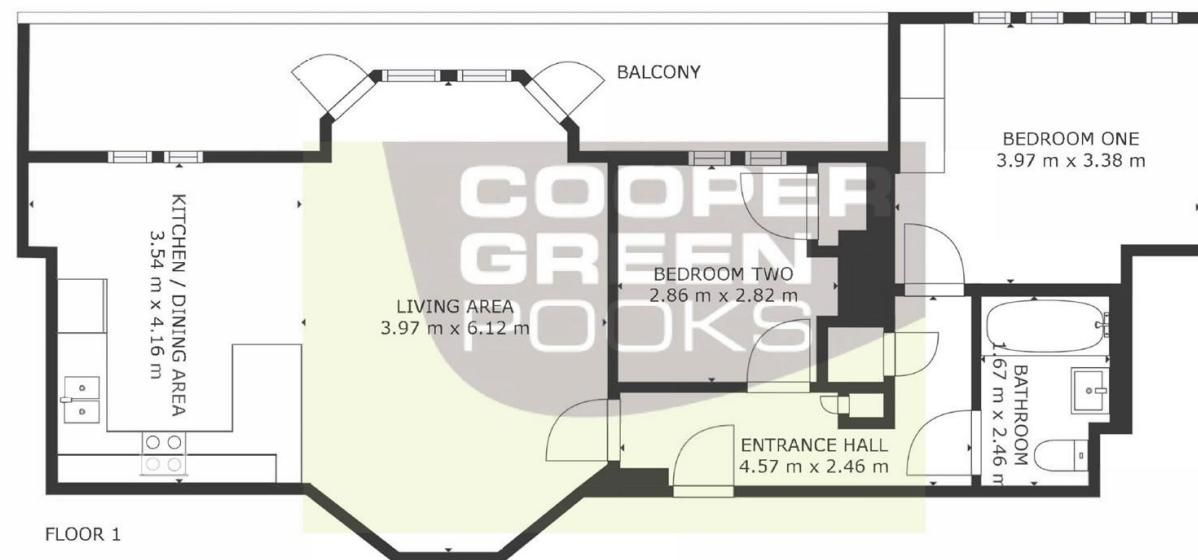 BALCONY
BEDROOM ONE
3.97 m x 3.38 m
COOPER
GREEN
POOKS
KITCHEN / DINING AREA
3.54 m x 4.16 m
LIVING AREA
3.97 m x 6.12 m
BEDROOM TWO
2.86 m x 2.82 m
ENTRANCE HALL
4.57 m x 2.46 m
BATHROOM
1.67 m x 2.46 m
FLOOR 1